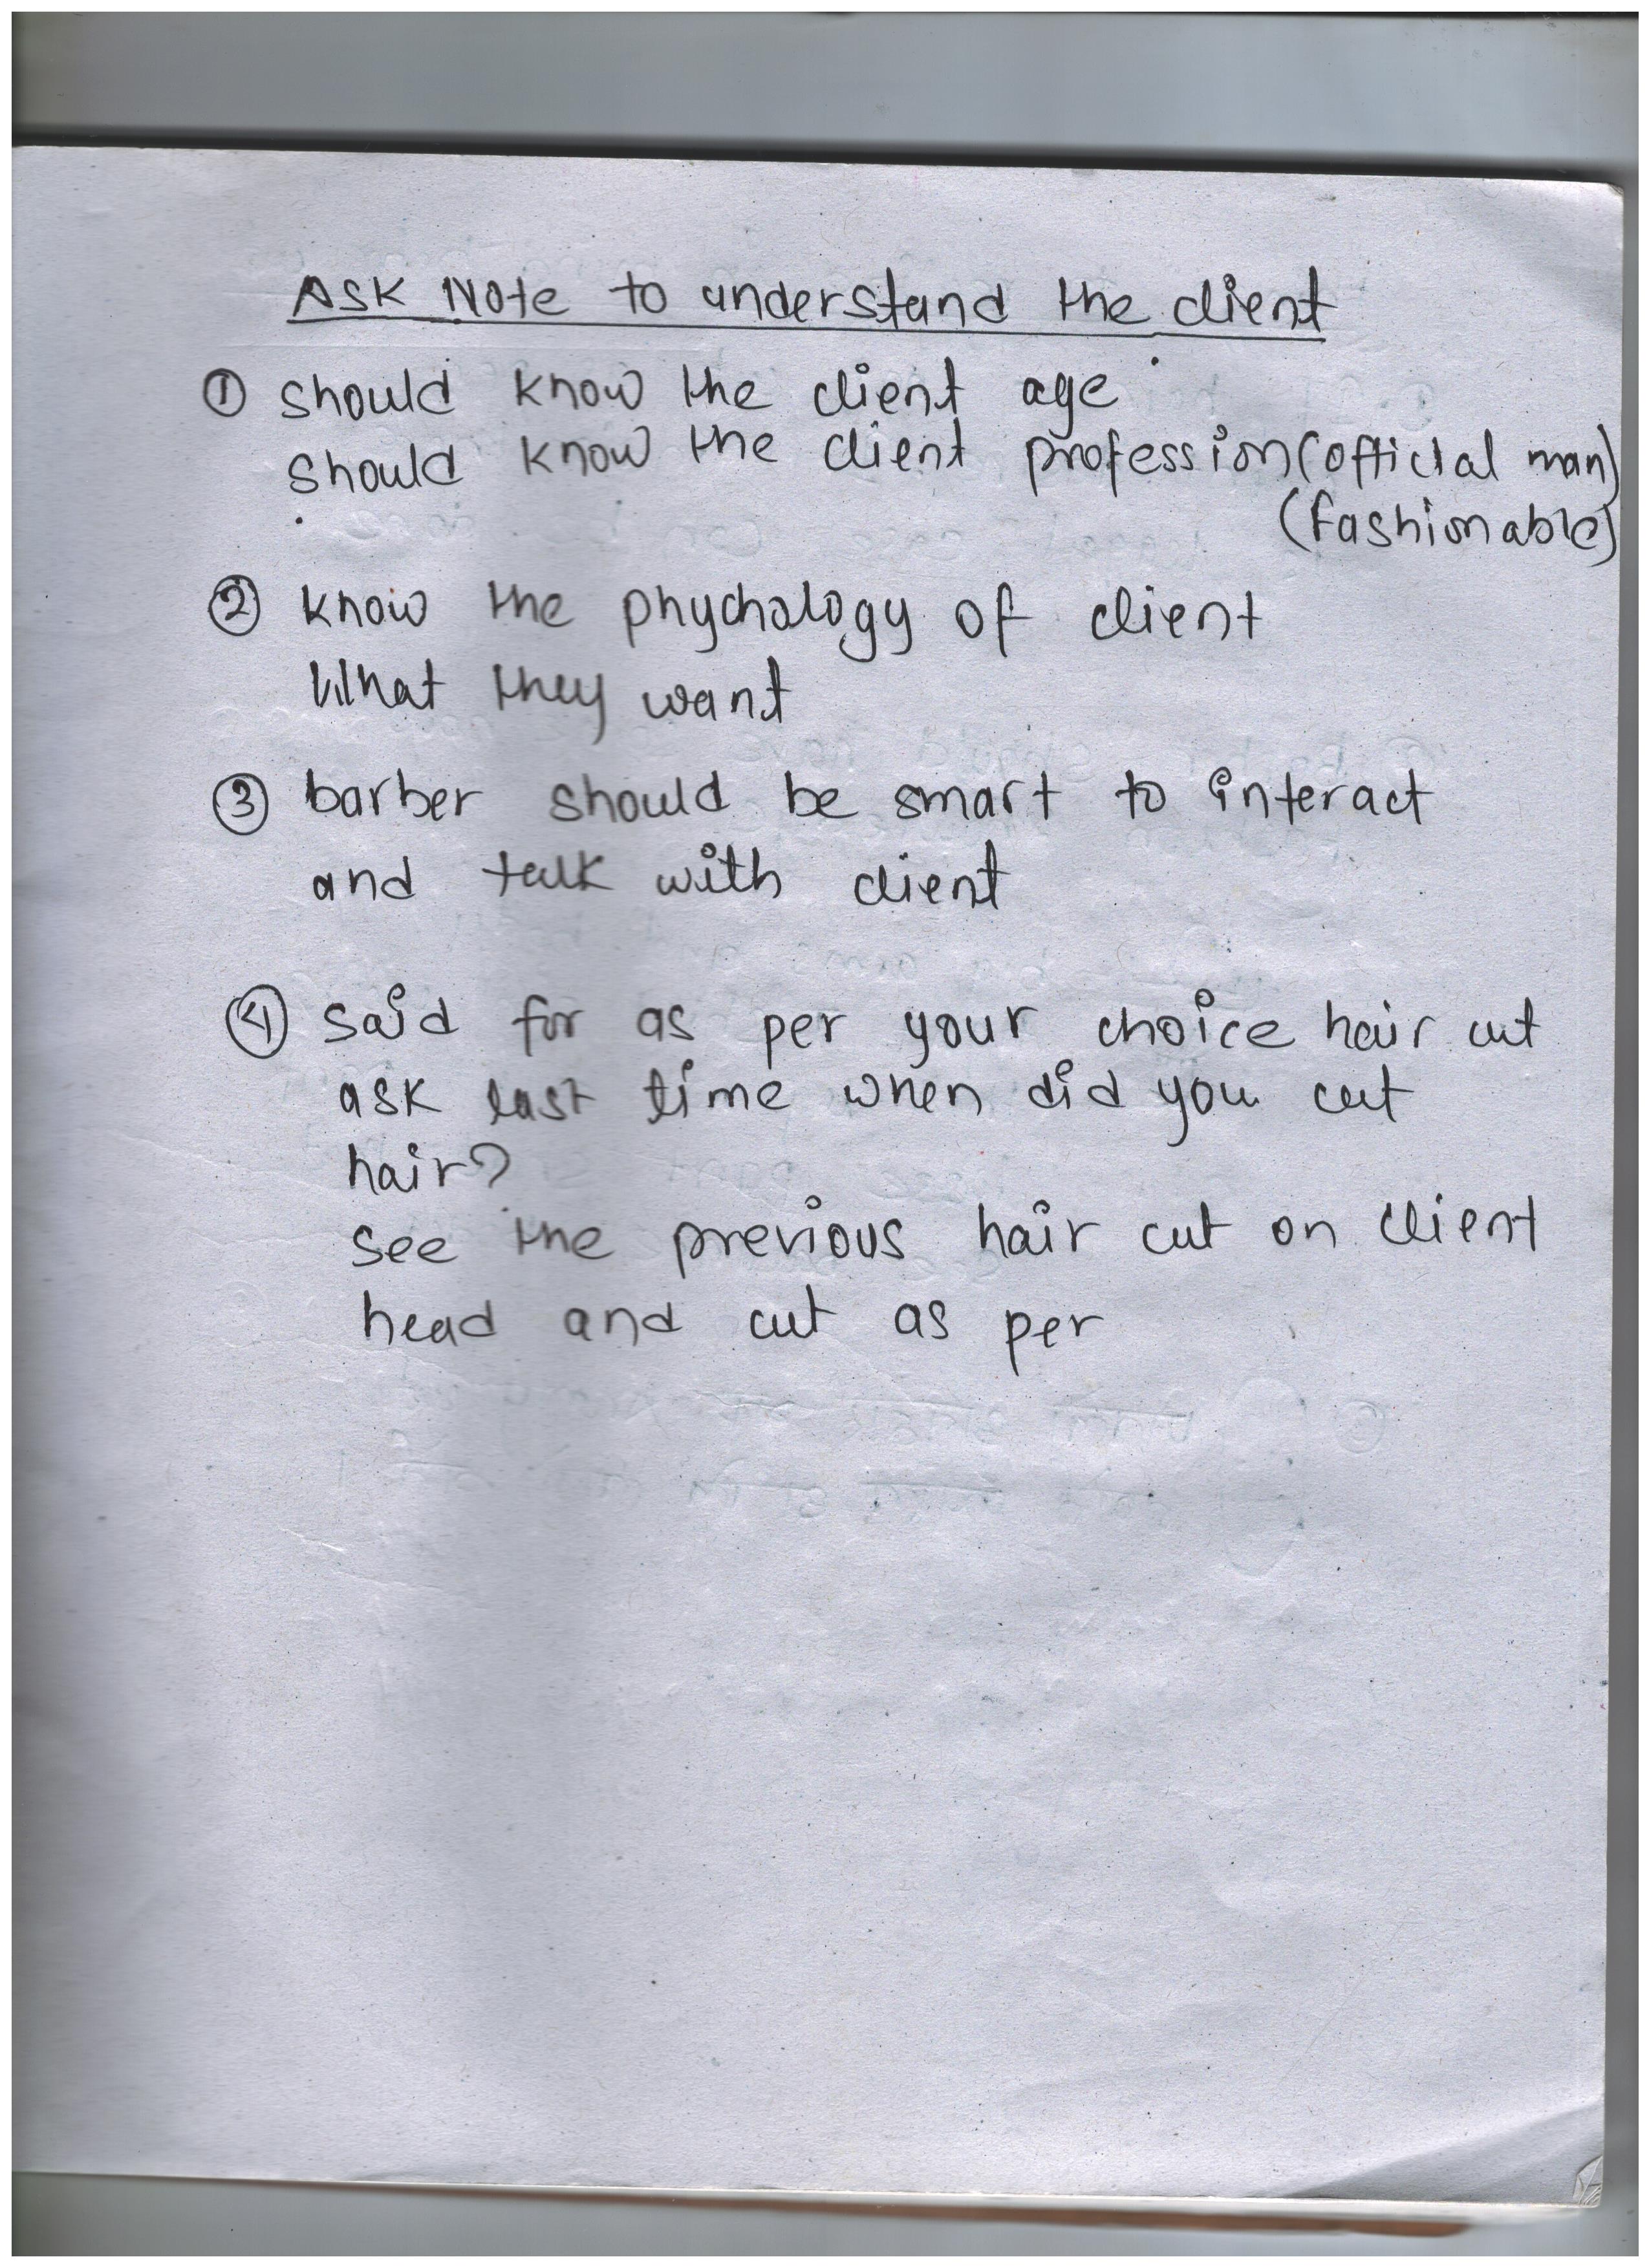 ASK Note to understand the client
① should know the client age
should know the client profession (official man)
(fashionable)
② know the phychology of client
What they want
③ barber should be smart to interact
and talk with client
④ said for as per your choice hair cut
ask last time when did you cut
hair?
see the previous hair cut on client
head and cut as per